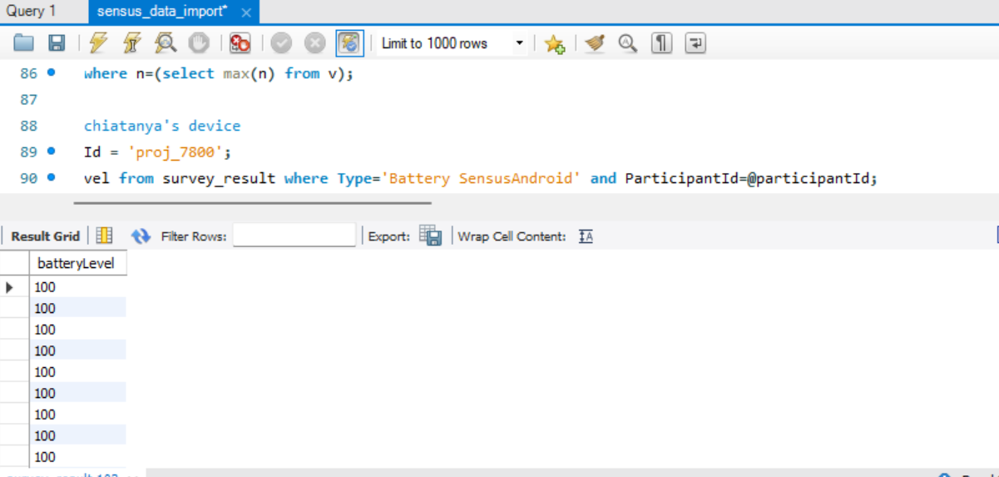 Query 1
sensus_data_import*
Limit to 1000 rows
86 where n=(select max(n) from v);
87
88 chiatanya's device
89 Id = 'proj_7800';
90 vel from survey_result where Type='Battery SensusAndroid' and ParticipantId=@participantId;
Result Grid Filter Rows: Export: Wrap Cell Content:
batteryLevel
100
100
100
100
100
100
100
100
100